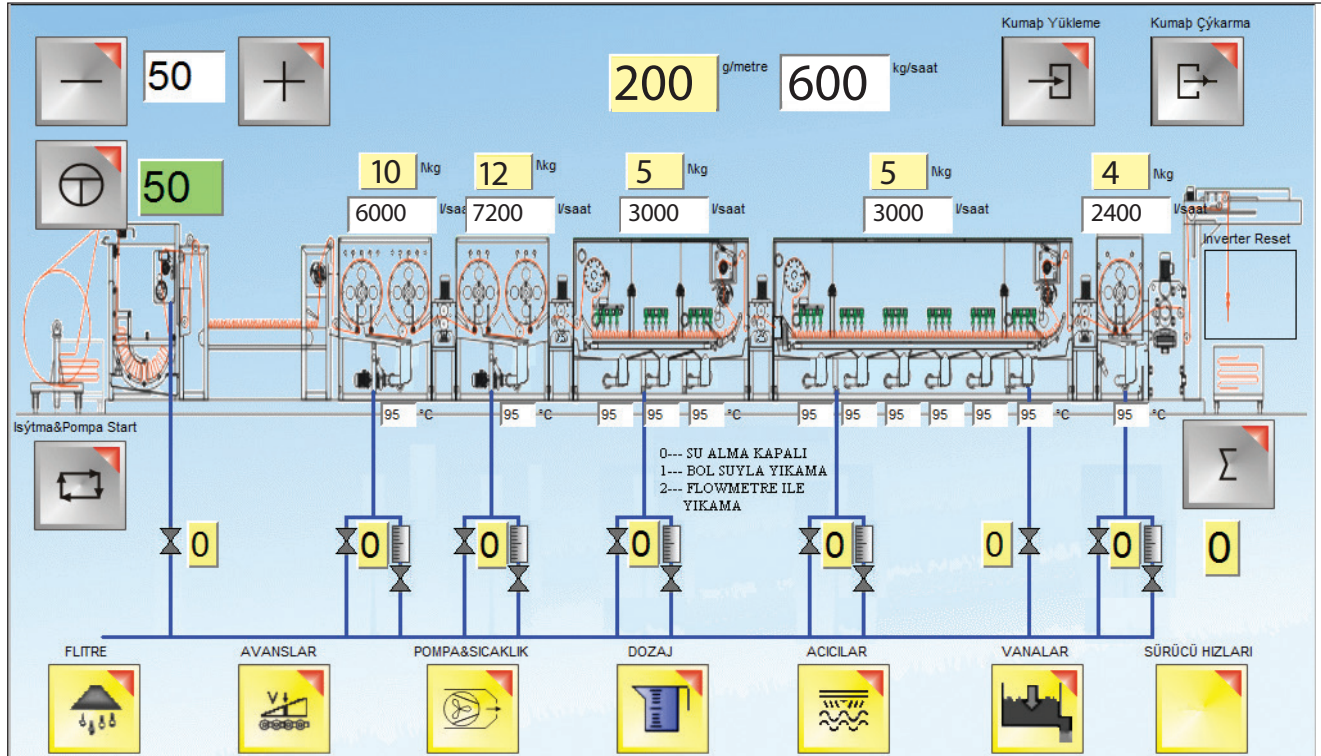 Kumaþ Yükleme
Kumaþ Çýkarma
50
200 g/metre 600 kg/saat
50
10 l\kg 12 l\kg 5 l\kg 5 l\kg 4 l\kg
6000 l/saat 7200 l/saat 3000 l/saat 3000 l/saat 2400 l/saat
Inverter Reset
95 °C 95 °C 95 95 95 °C 95 95 95 95 95 95 °C 95 °C
Isýtma&Pompa Start
0--- SU ALMA KAPALI
1--- BOL SUYLA YIKAMA
2--- FLOWMETRE ILE
YIKAMA
Σ
0 0 0 0 0 0 0 0
FLITRE AVANSLAR POMPA&SICAKLIK DOZAJ ACICILAR VANALAR SÜRÜCÜ HIZLARI
V